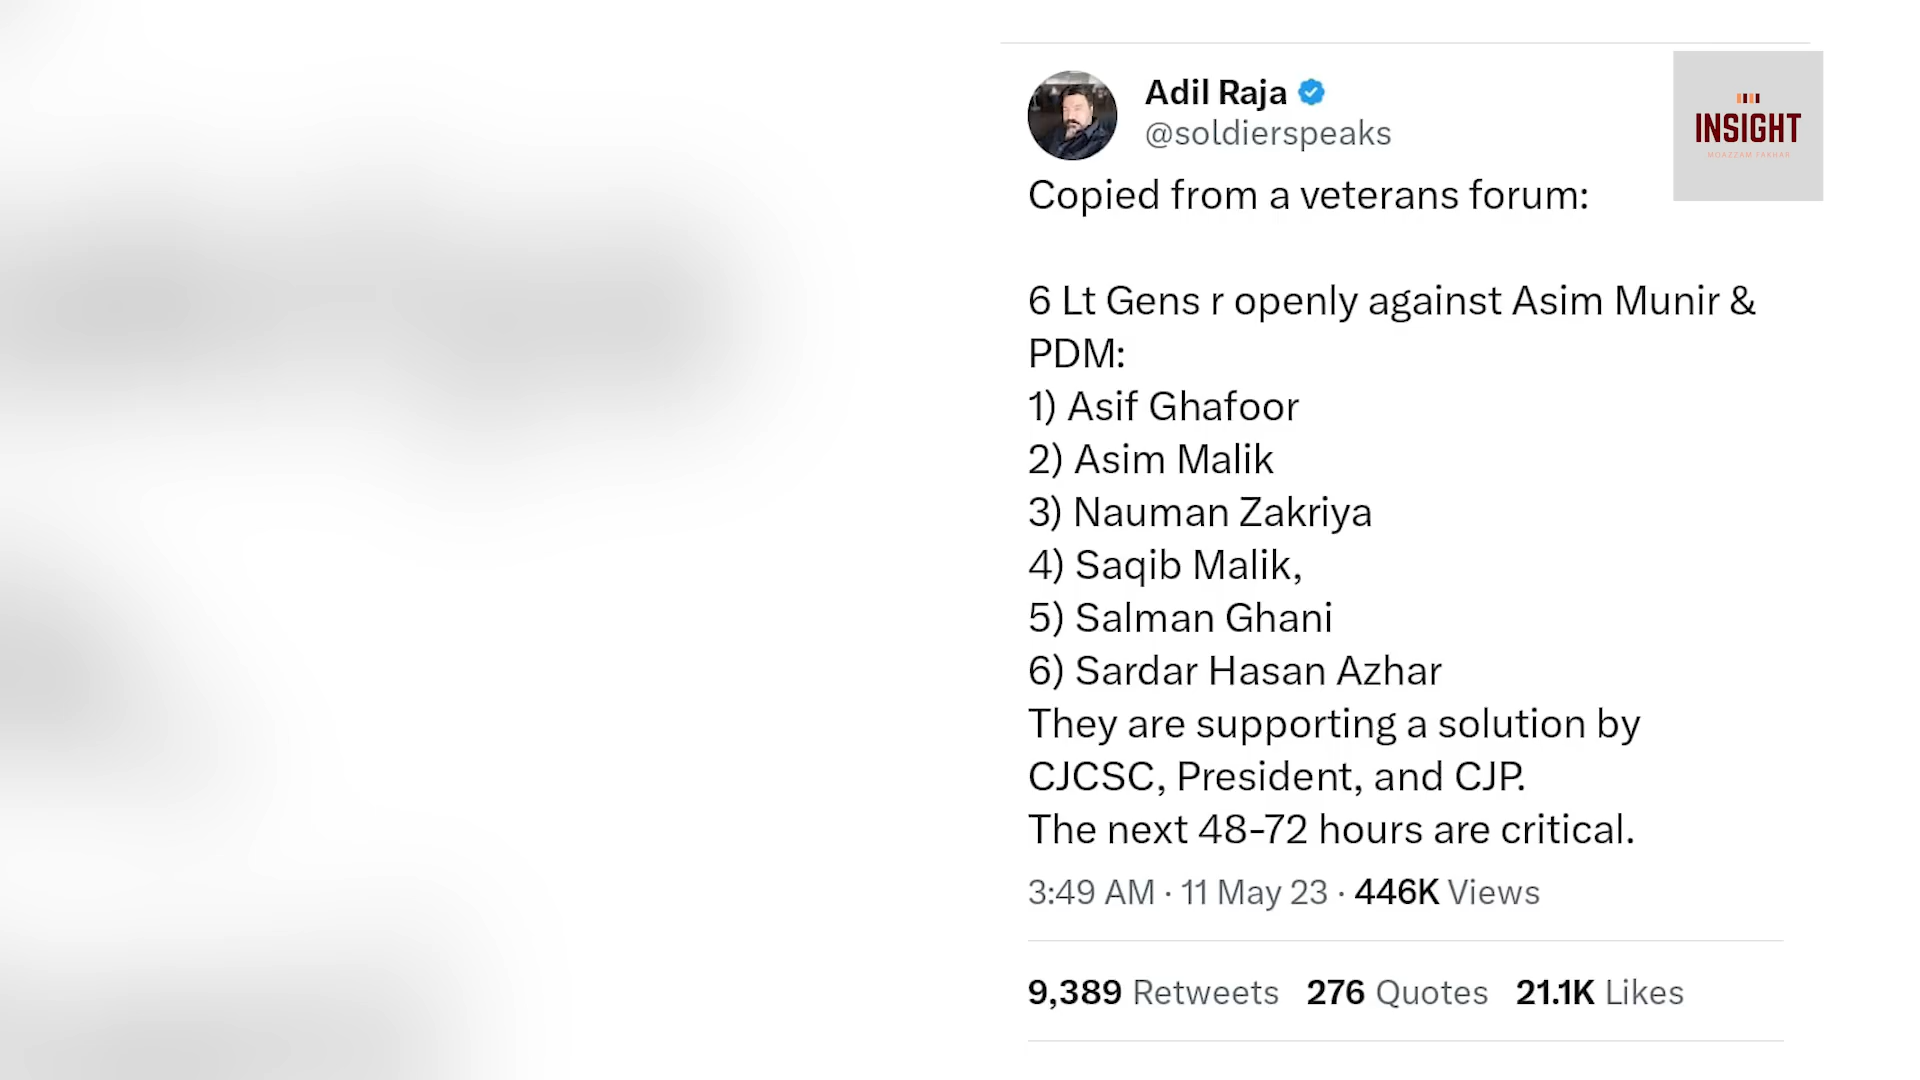 Adil Raja
@soldierspeaks
INSIGHT
MOAZZAM FAKHAR
Copied from a veterans forum:
6 Lt Gens r openly against Asim Munir &
PDM:
1) Asif Ghafoor
2) Asim Malik
3) Nauman Zakriya
4) Saqib Malik,
5) Salman Ghani
6) Sardar Hasan Azhar
They are supporting a solution by
CJCSC, President, and CJP.
The next 48-72 hours are critical.
3:49 AM · 11 May 23 · 446K Views
9,389 Retweets 276 Quotes 21.1K Likes